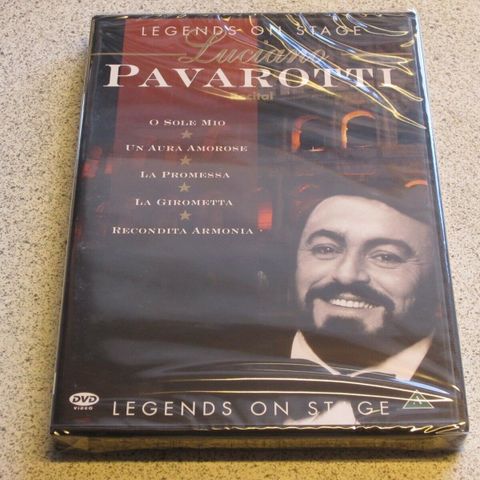 LEGENDS ON STAGE
Luciano
PAVAROTTI
Recital
O SOLE MIO
UN AURA AMOROSE
LA PROMESSA
LA GIROMETTA
RECONDITA ARMONIA
DVD
VIDEO
LEGENDS ON STAGE